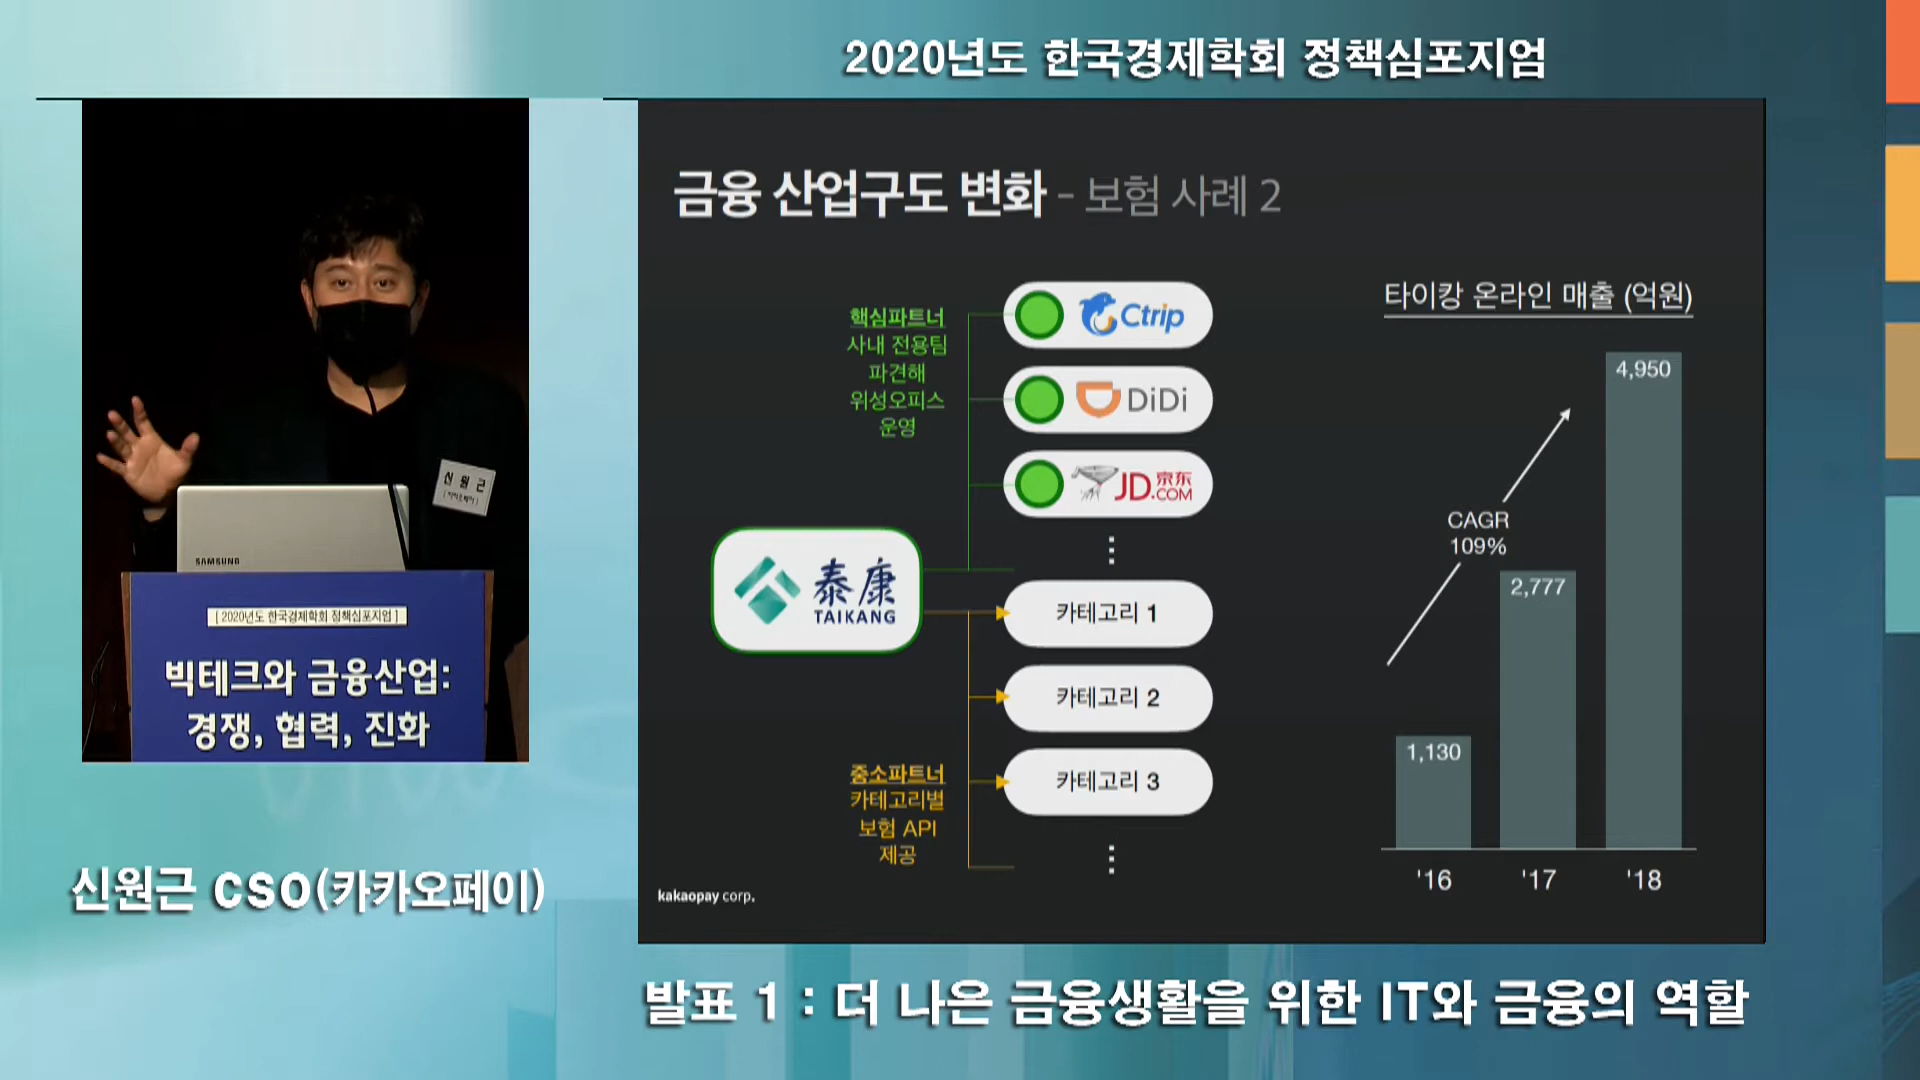 2020년도 한국경제학회 정책심포지엄
신 원 근
SAMSUNG
[ 2020년도 한국경제학회 정책심포지엄 ]
빅테크와 금융산업:
경쟁, 협력, 진화
신원근 CSO(카카오페이)
금융 산업구도 변화 - 보험 사례 2
핵심파트너
사내 전용팀
파견해
위성오피스
운영
Ctrip
DiDi
JD.COM 京东
泰康
TAIKANG
카테고리 1
카테고리 2
카테고리 3
중소파트너
카테고리별
보험 API
제공
타이캉 온라인 매출 (억원)
4,950
2,777
1,130
CAGR
109%
'16 '17 '18
kakaopay corp.
발표 1 : 더 나은 금융생활을 위한 IT와 금융의 역할